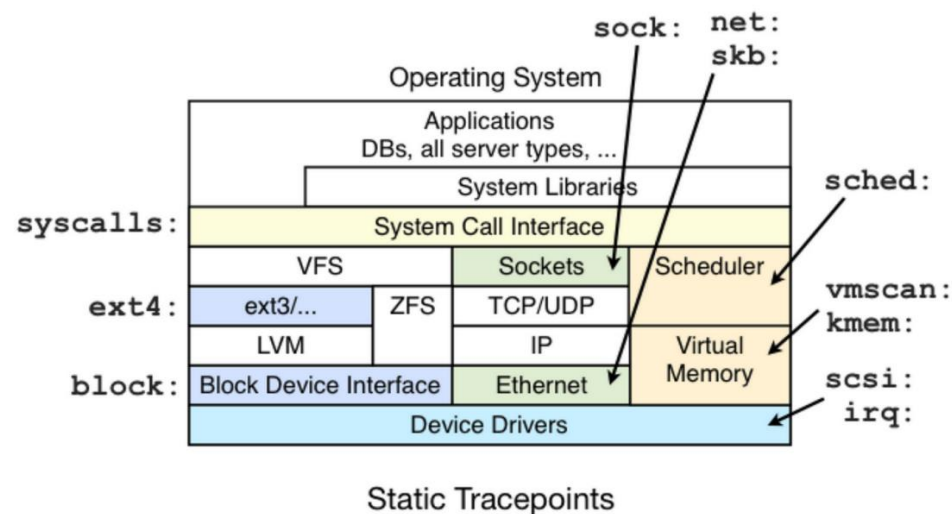 sock:
net:
skb:
Operating System
Applications
DBs, all server types, ...
System Libraries
sched:
syscalls:
System Call Interface
VFS
Sockets
Scheduler
ext4:
ext3/...
ZFS
TCP/UDP
vmscan:
kmem:
LVM
IP
Virtual
Memory
block:
Block Device Interface
Ethernet
scsi:
irq:
Device Drivers
Static Tracepoints